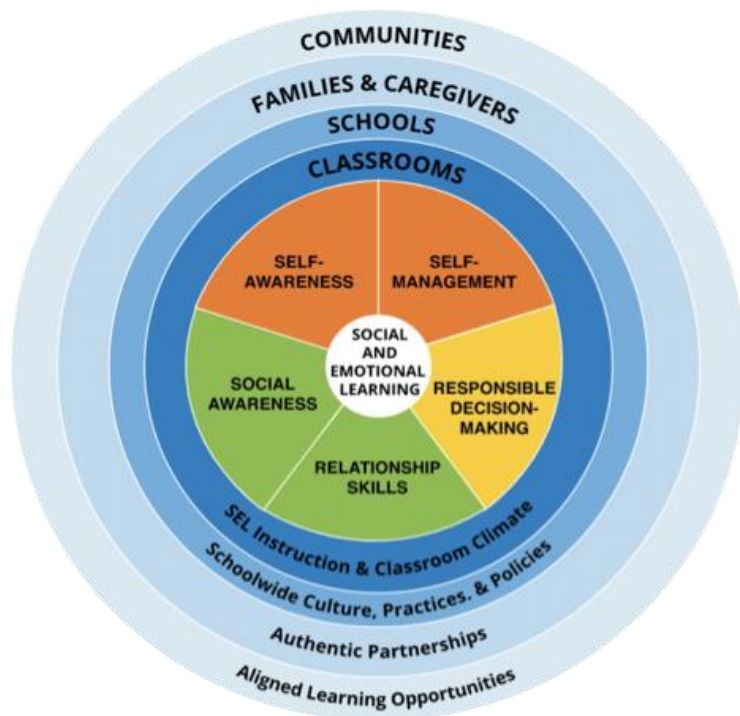 COMMUNITIES
FAMILIES & CAREGIVERS
SCHOOLS
CLASSROOMS
SELF-
AWARENESS
SELF-
MANAGEMENT
SOCIAL
AND
EMOTIONAL
LEARNING
SOCIAL
AWARENESS
RESPONSIBLE
DECISION-
MAKING
RELATIONSHIP
SKILLS
SEL Instruction & Classroom Climate
Schoolwide Culture, Practices. & Policies
Authentic Partnerships
Aligned Learning Opportunities